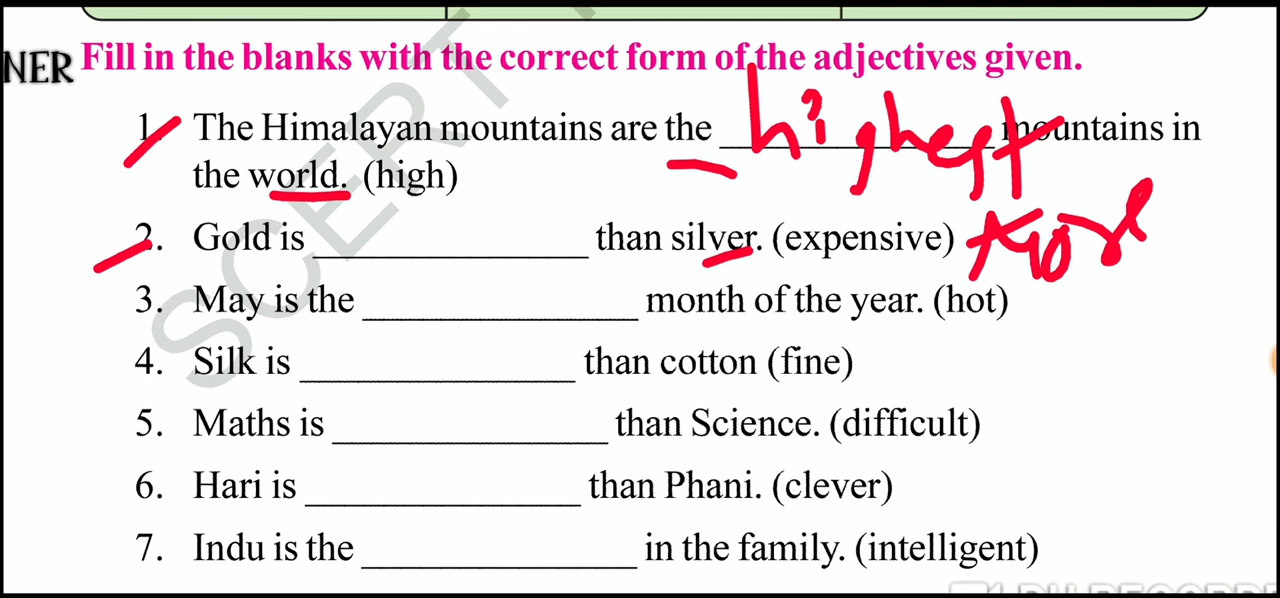 NER Fill in the blanks with the correct form of the adjectives given.
1. The Himalayan mountains are the highest mountains in
the world. (high)
2. Gold is ______________ than silver. (expensive)
3. May is the ______________ month of the year. (hot)
4. Silk is ______________ than cotton (fine)
5. Maths is ______________ than Science. (difficult)
6. Hari is ______________ than Phani. (clever)
7. Indu is the ______________ in the family. (intelligent)
SCERT